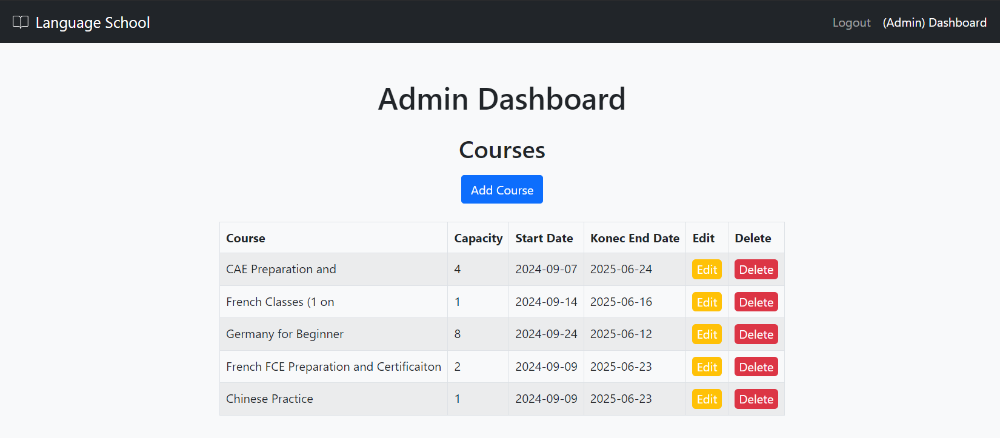 Language School
Logout (Admin) Dashboard
Admin Dashboard
Courses
Add Course
Course Capacity Start Date Konec End Date Edit Delete
CAE Preparation and 4 2024-09-07 2025-06-24 Edit Delete
French Classes (1 on 1 2024-09-14 2025-06-16 Edit Delete
Germany for Beginner 8 2024-09-24 2025-06-12 Edit Delete
French FCE Preparation and Certificaiton 2 2024-09-09 2025-06-23 Edit Delete
Chinese Practice 1 2024-09-09 2025-06-23 Edit Delete